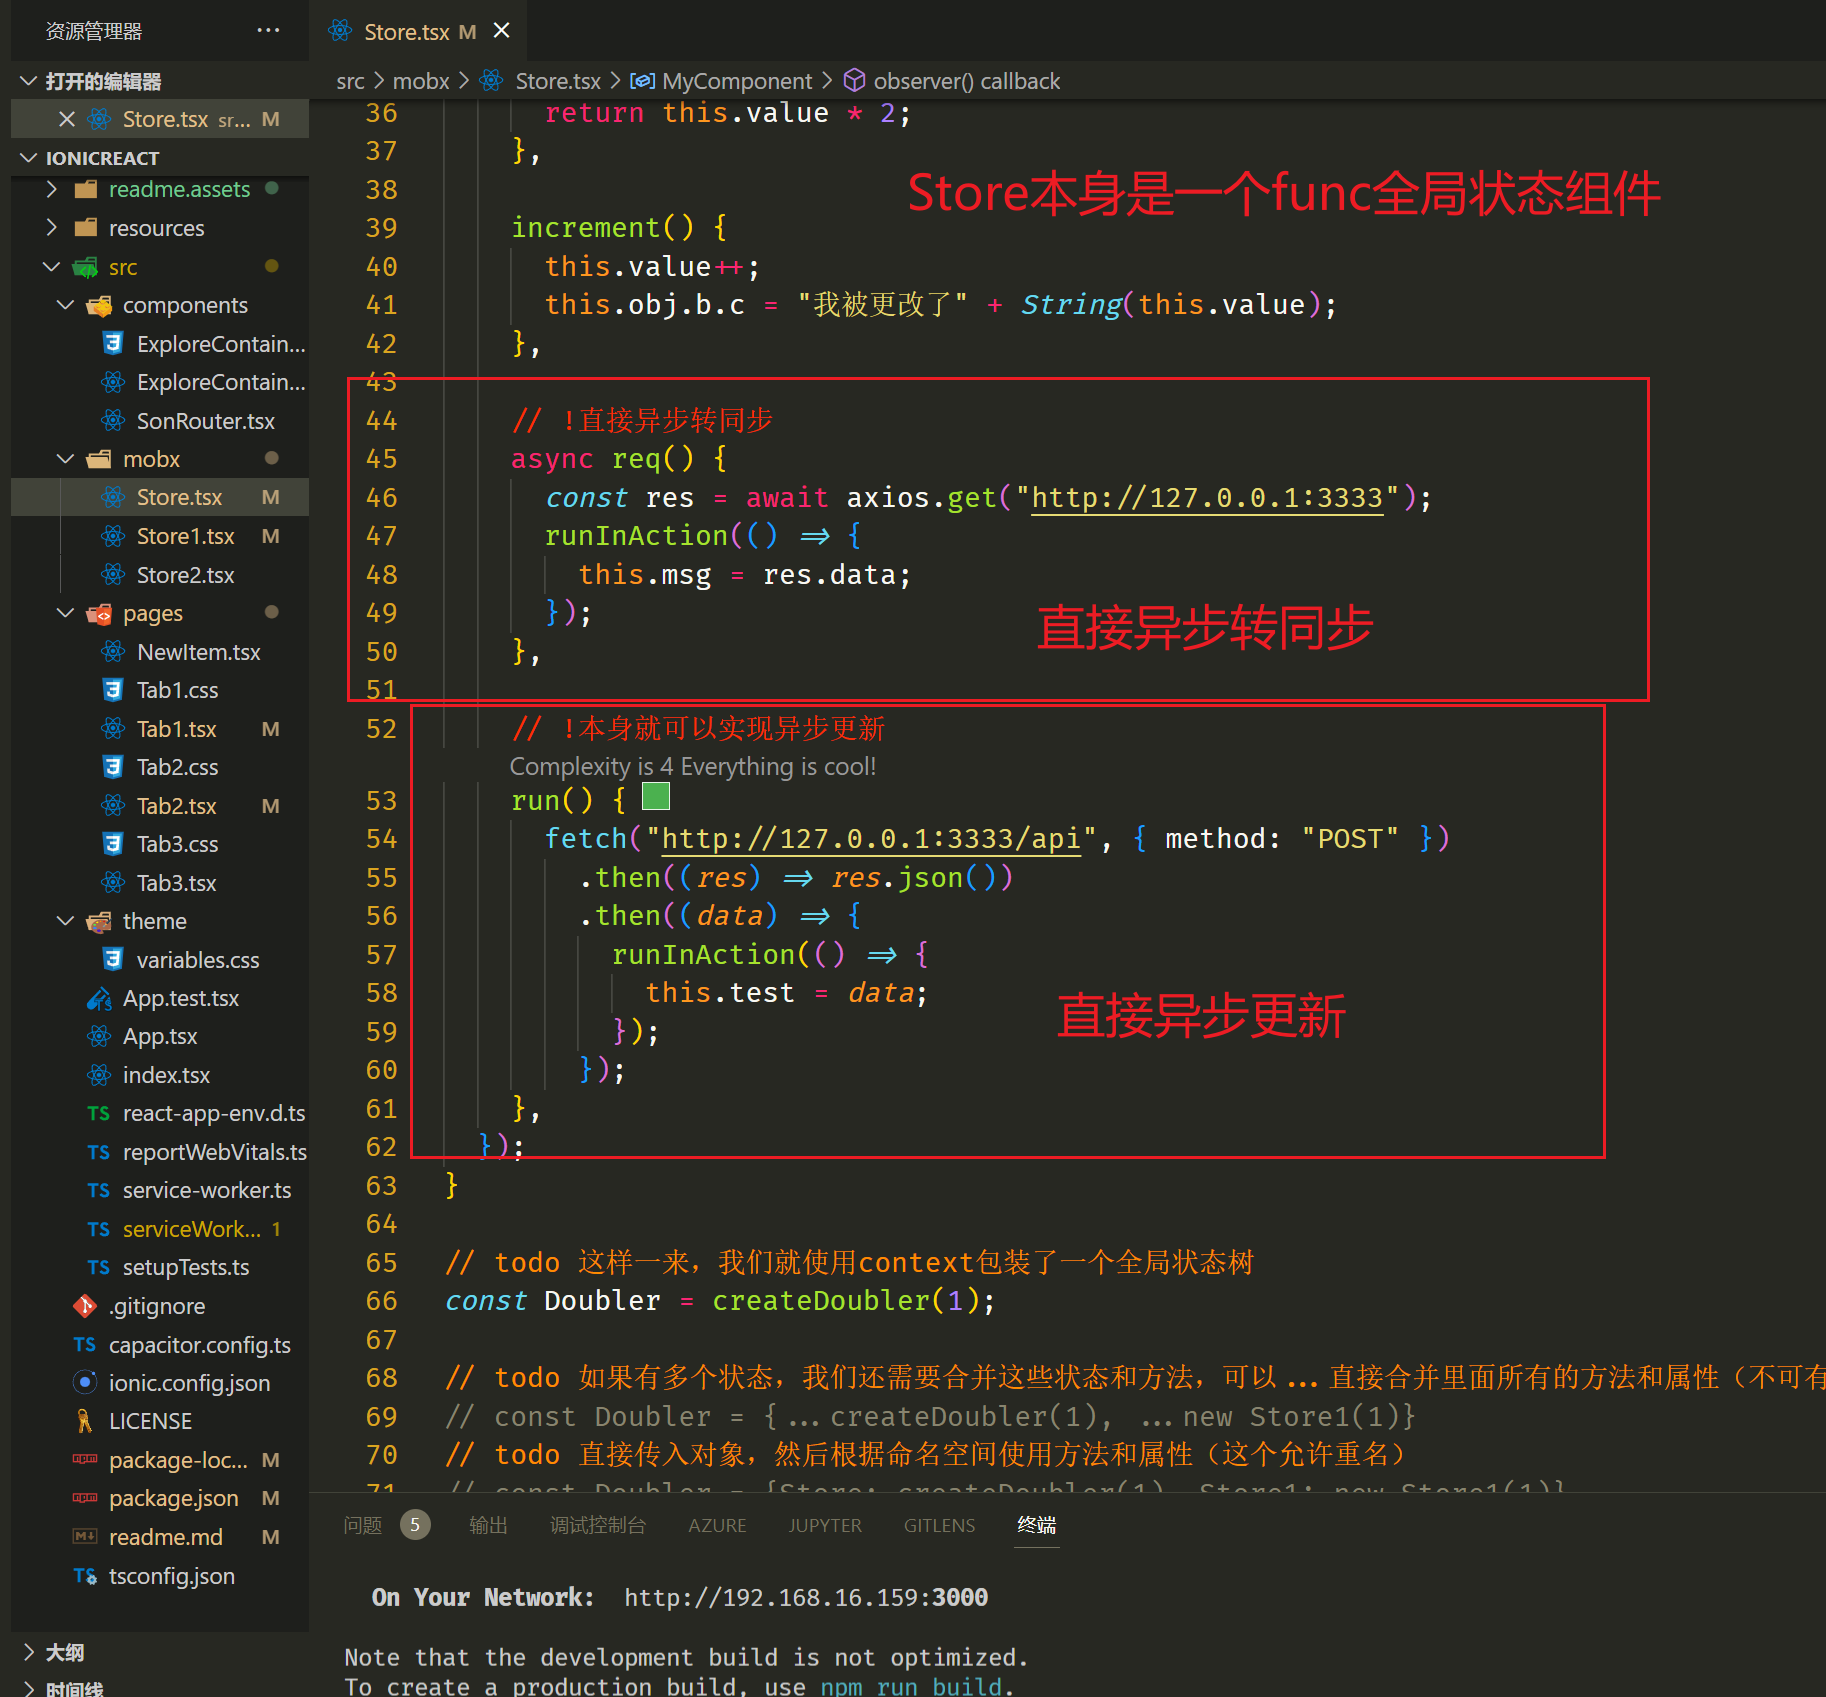 资源管理器 ···
打开的编辑器
Store.tsx sr... M
IONICREACT
readme.assets
resources
src
components
ExploreContain...
ExploreContain...
SonRouter.tsx
mobx
Store.tsx M
Store1.tsx M
Store2.tsx
pages
NewItem.tsx
Tab1.css
Tab1.tsx M
Tab2.css
Tab2.tsx M
Tab3.css
Tab3.tsx
theme
variables.css
App.test.tsx
App.tsx
index.tsx
TS react-app-env.d.ts
TS reportWebVitals.ts
TS service-worker.ts
TS serviceWork... 1
TS setupTests.ts
.gitignore
TS capacitor.config.ts
ionic.config.json
LICENSE
package-loc... M
package.json M
readme.md M
TS tsconfig.json
大纲
时间线
Store.tsx M
src > mobx > Store.tsx > MyComponent > observer() callback
36 return this.value * 2;
37 },
38
Store本身是一个func全局状态组件
39 increment() {
40 this.value++;
41 this.obj.b.c = "我被更改了" + String(this.value);
42 },
43
44 // !直接异步转同步
45 async req() {
46 const res = await axios.get("http://127.0.0.1:3333");
47 runInAction(() => {
48 this.msg = res.data;
49 });
直接异步转同步
50 },
51
52 // !本身就可以实现异步更新
Complexity is 4 Everything is cool!
53 run() {
54 fetch("http://127.0.0.1:3333/api", { method: "POST" })
55 .then((res) => res.json())
56 .then((data) => {
57 runInAction(() => {
58 this.test = data;
直接异步更新
59 });
60 });
61 },
62 });
63 }
64
65 // todo 这样一来，我们就使用context包装了一个全局状态树
66 const Doubler = createDoubler(1);
67
68 // todo 如果有多个状态，我们还需要合并这些状态和方法，可以...直接合并里面所有的方法和属性（不可有
69 // const Doubler = {...createDoubler(1), ...new Store1(1)}
70 // todo 直接传入对象，然后根据命名空间使用方法和属性（这个允许重名）
71 // const Doubler = {Store: createDoubler(1), Store1: new Store1(1)}
问题 5 输出 调试控制台 AZURE JUPYTER GITLENS 终端
On Your Network: http://192.168.16.159:3000
Note that the development build is not optimized.
To create a production build, use npm run build.